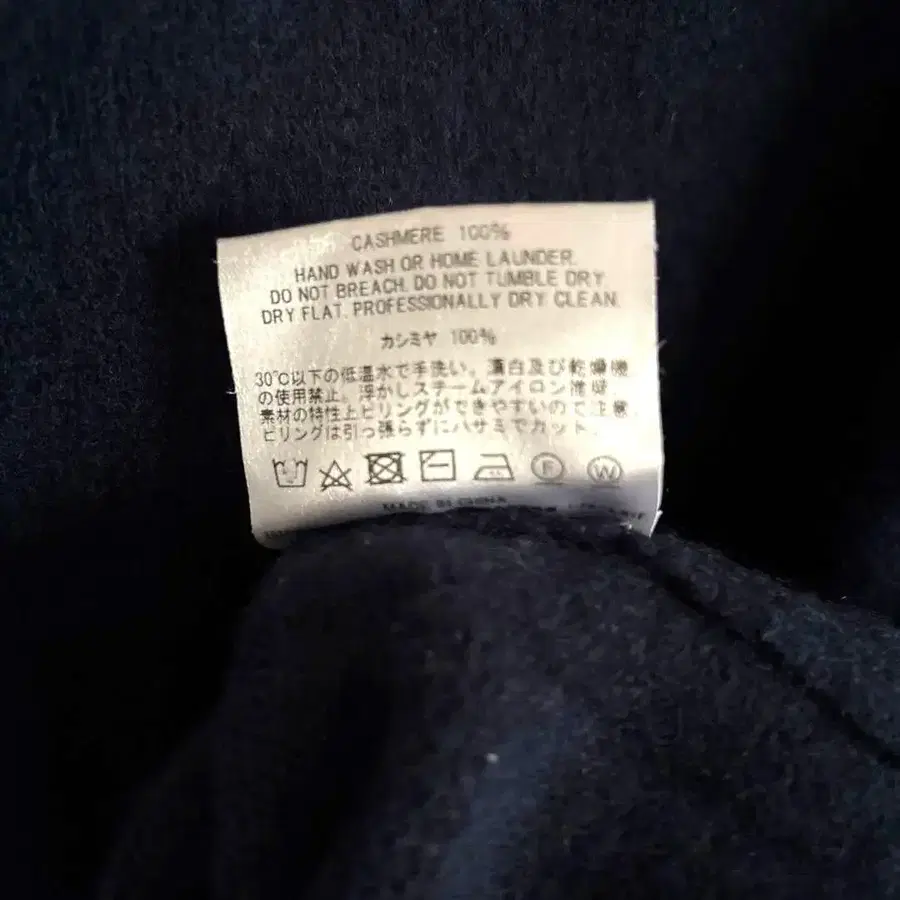 CASHMERE 100%
HAND WASH OR HOME LAUNDER.
DO NOT BREACH. DO NOT TUMBLE DRY.
DRY FLAT. PROFESSIONALLY DRY CLEAN.
カシミヤ 100%
30℃以下の低温水で手洗い。漂白及び乾燥機
の使用禁止。浮かしスチームアイロン推奨。
素材の特性上ピリングができやすいので注意。
ピリングは引っ張らずにハサミでカット。
F W
MADE IN CHINA